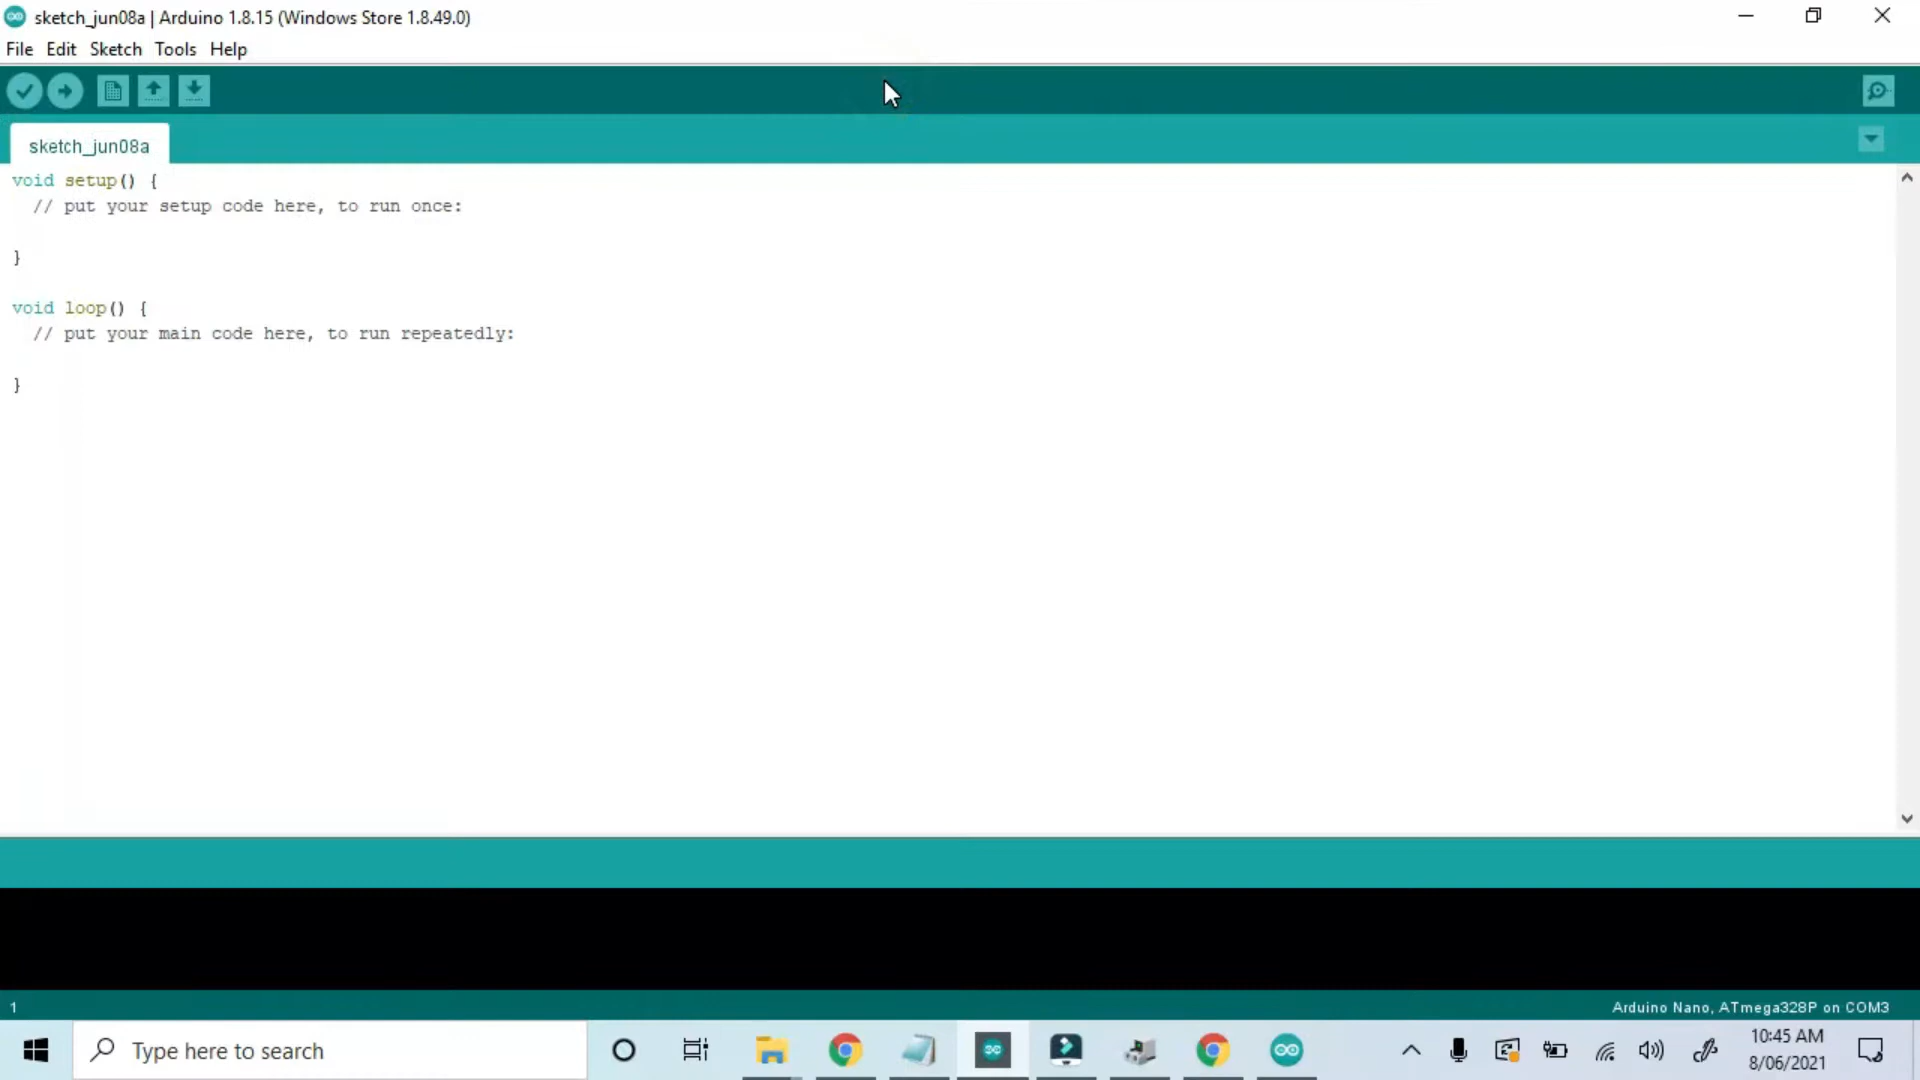 sketch_jun08a | Arduino 1.8.15 (Windows Store 1.8.49.0)
File Edit Sketch Tools Help
sketch_jun08a
void setup() {
  // put your setup code here, to run once:
}
void loop() {
  // put your main code here, to run repeatedly:
}
1
Arduino Nano, ATmega328P on COM3
Type here to search
10:45 AM
8/06/2021